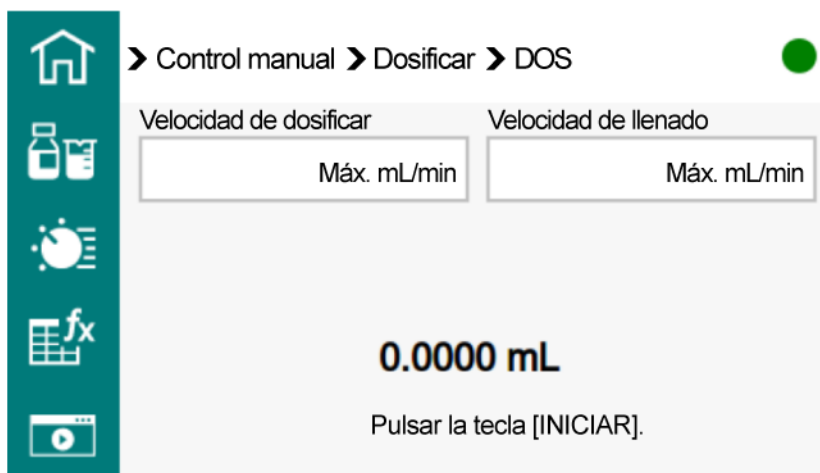 Control manual Dosificar DOS
Velocidad de dosificar Velocidad de llenado
Máx. mL/min Máx. mL/min
fx
0.0000 mL
Pulsar la tecla [INICIAR].